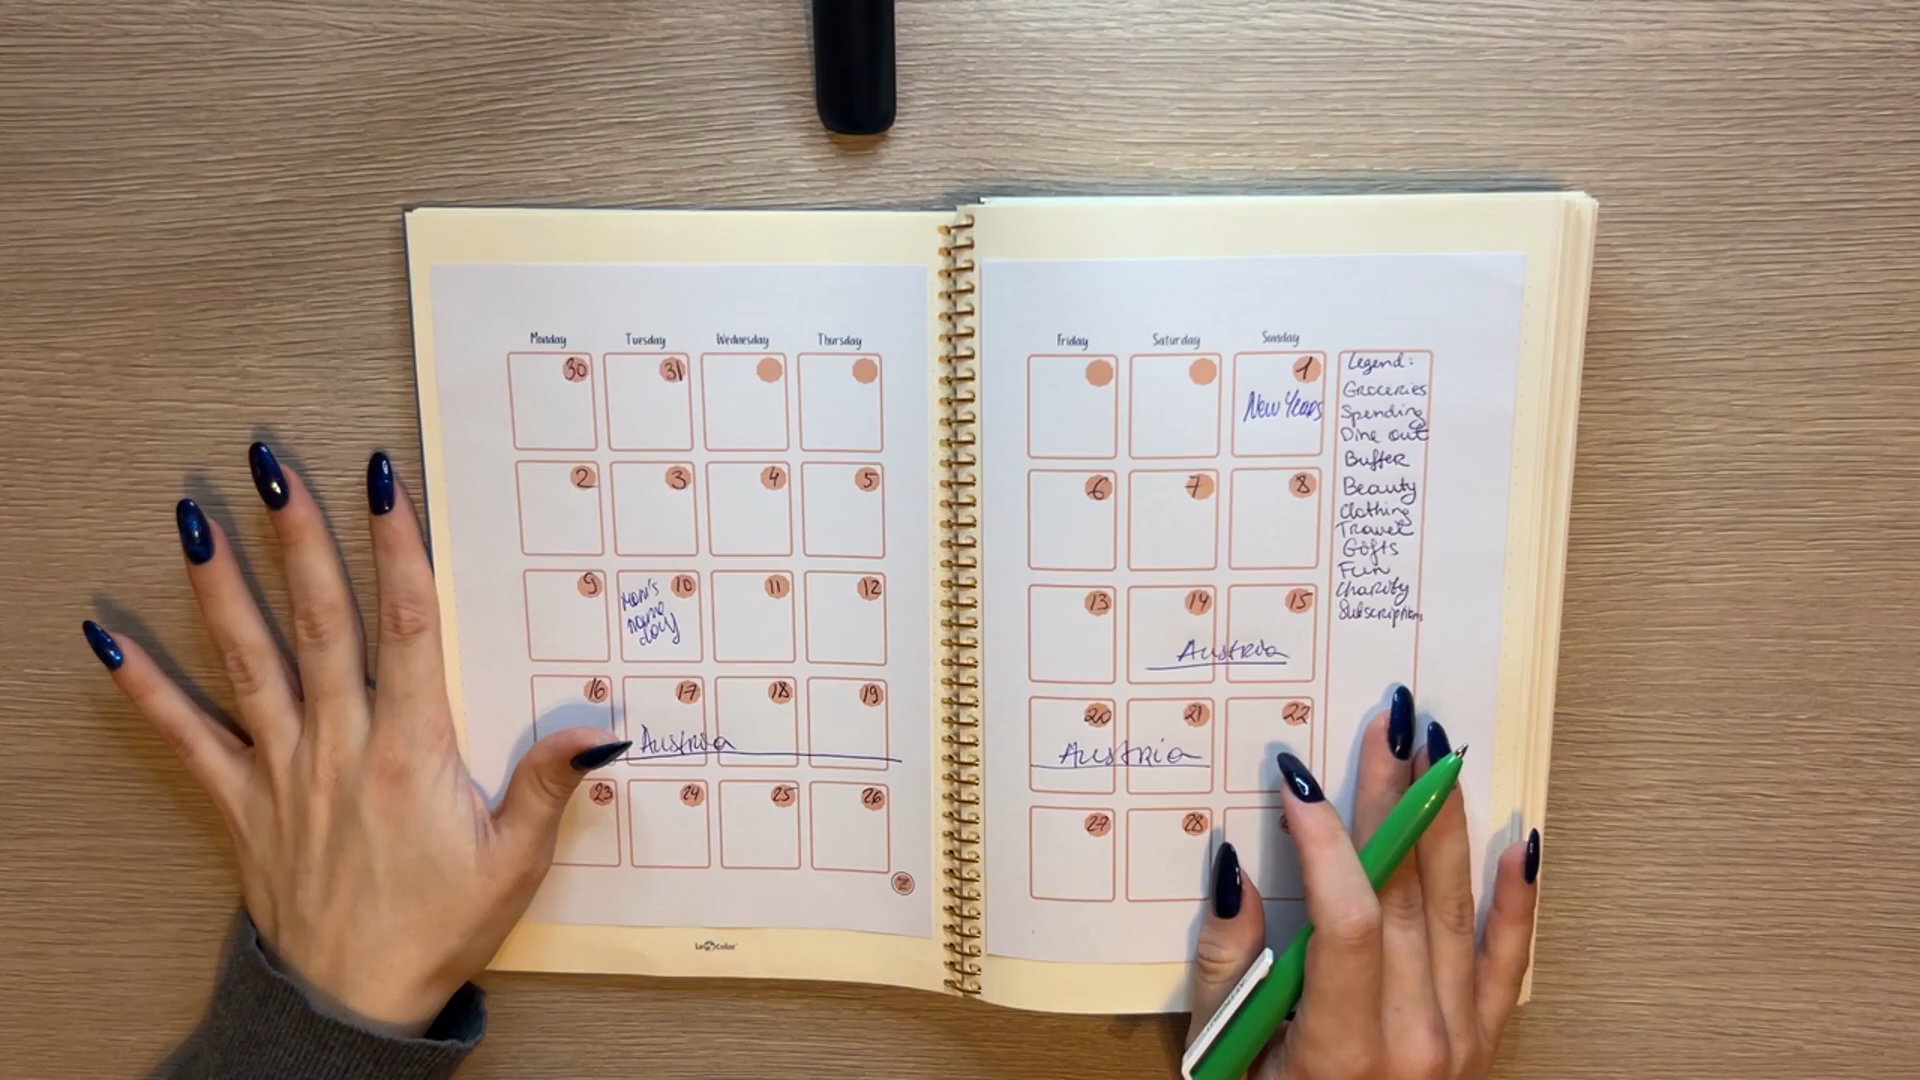 Monday Tuesday Wednesday Thursday
30 31
2 3 4 5
9 10 11 12
Mom's
name
day
16 17 18 19
Austria
23 24 25 26
Friday Saturday Sunday
1
New Years
6 7 8
13 14 15
Austria
20 21 22
Austria
27 28
Legend:
Groceries
Spending
Dine out
Buffer
Beauty
Clothing
Travel
Gifts
Fun
Charity
Subscriptions